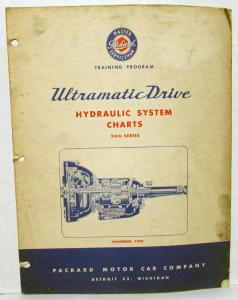 MASTER
Packard
SERVICEMEN
TRAINING PROGRAM
Ultramatic Drive
HYDRAULIC SYSTEM
CHARTS
24th SERIES
NOVEMBER, 1950
PACKARD MOTOR CAR COMPANY
DETROIT 32, MICHIGAN